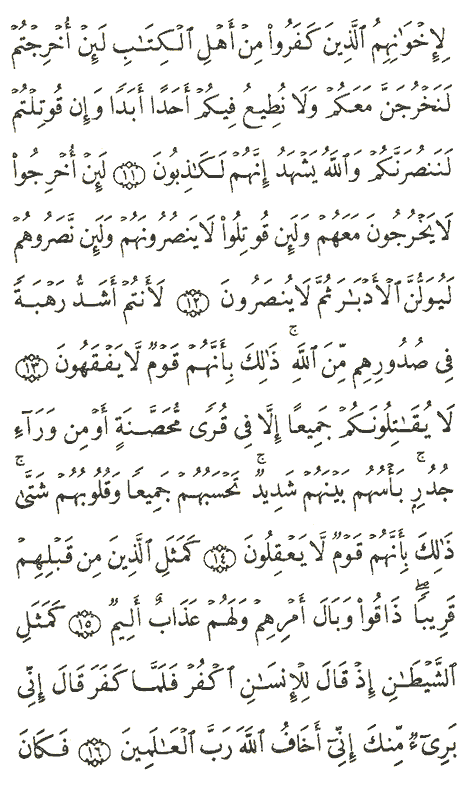 لِإِخْوَٰنِهِمُ ٱلَّذِينَ كَفَرُوا۟ مِنْ أَهْلِ ٱلْكِتَٰبِ لَئِنْ أُخْرِجْتُمْ
لَنَخْرُجَنَّ مَعَكُمْ وَلَا نُطِيعُ فِيكُمْ أَحَدًا أَبَدًا وَإِن قُوتِلْتُمْ
لَنَنصُرَنَّكُمْ وَٱللَّهُ يَشْهَدُ إِنَّهُمْ لَكَٰذِبُونَ ١١ لَئِنْ أُخْرِجُوا۟
لَا يَخْرُجُونَ مَعَهُمْ وَلَئِن قُوتِلُوا۟ لَا يَنصُرُونَهُمْ وَلَئِن نَّصَرُوهُمْ
لَيُوَلُّنَّ ٱلْأَدْبَٰرَ ثُمَّ لَا يُنصَرُونَ ١٢ لَأَنتُمْ أَشَدُّ رَهْبَةً
فِى صُدُورِهِم مِّنَ ٱللَّهِ ۚ ذَٰلِكَ بِأَنَّهُمْ قَوْمٌ لَّا يَفْقَهُونَ ١٣
لَا يُقَٰتِلُونَكُمْ جَمِيعًا إِلَّا فِى قُرًى مُّحَصَّنَةٍ أَوْ مِن وَرَآءِ
جُدُرٍۭ ۚ بَأْسُهُم بَيْنَهُمْ شَدِيدٌ ۚ تَحْسَبُهُمْ جَمِيعًا وَقُلُوبُهُمْ شَتَّىٰ ۚ
ذَٰلِكَ بِأَنَّهُمْ قَوْمٌ لَّا يَعْقِلُونَ ١٤ كَمَثَلِ ٱلَّذِينَ مِن قَبْلِهِمْ
قَرِيبًا ۖ ذَاقُوا۟ وَبَالَ أَمْرِهِمْ وَلَهُمْ عَذَابٌ أَلِيمٌ ١٥ كَمَثَلِ
ٱلشَّيْطَٰنِ إِذْ قَالَ لِلْإِنسَٰنِ ٱكْفُرْ فَلَمَّا كَفَرَ قَالَ إِنِّى
بَرِىٓءٌ مِّنكَ إِنِّىٓ أَخَافُ ٱللَّهَ رَبَّ ٱلْعَٰلَمِينَ ١٦ فَكَانَ